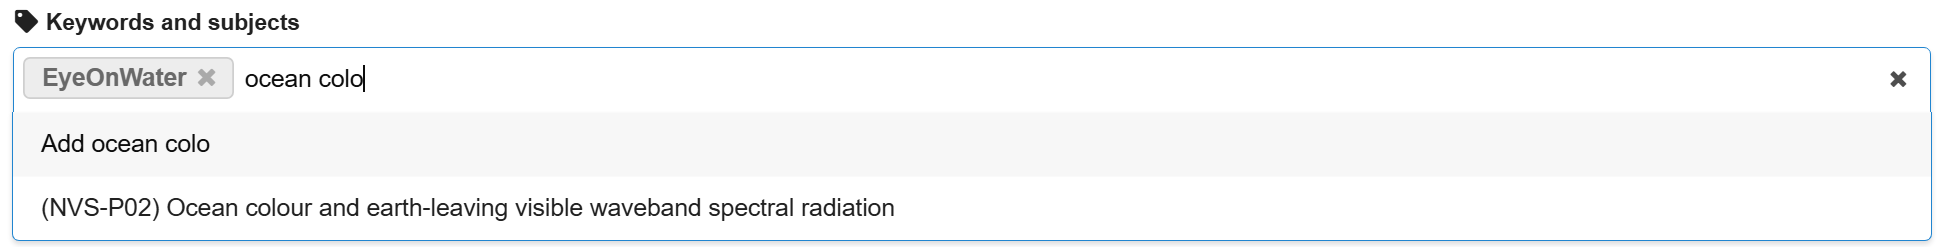 Keywords and subjects
EyeOnWater ocean colo
Add ocean colo
(NVS-P02) Ocean colour and earth-leaving visible waveband spectral radiation